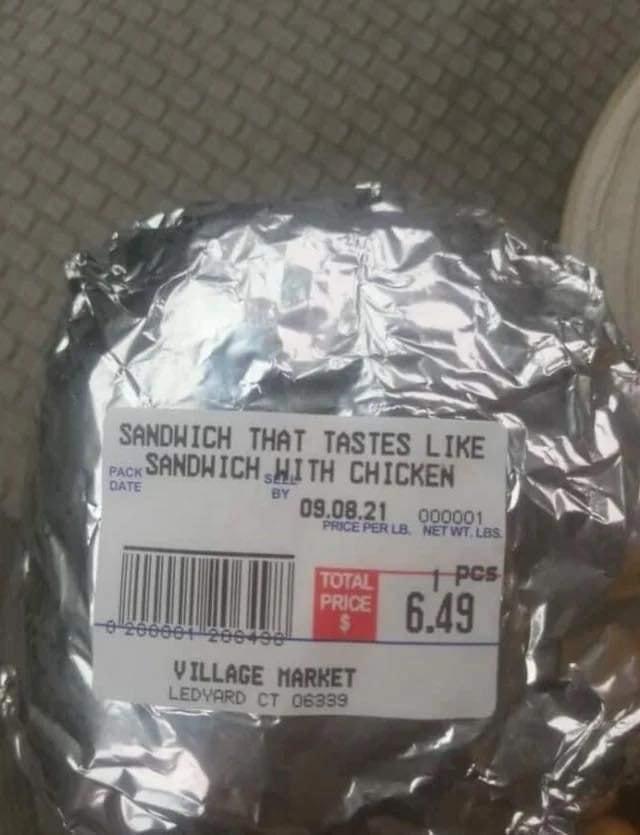 SANDWICH THAT TASTES LIKE
SANDWICH WITH CHICKEN
PACK DATE
SELL BY
09.08.21 000001
PRICE PER LB. NET WT. LBS.
1 pcs
TOTAL PRICE $
6.49
0 200001 206490
VILLAGE MARKET
LEDYARD CT 06339